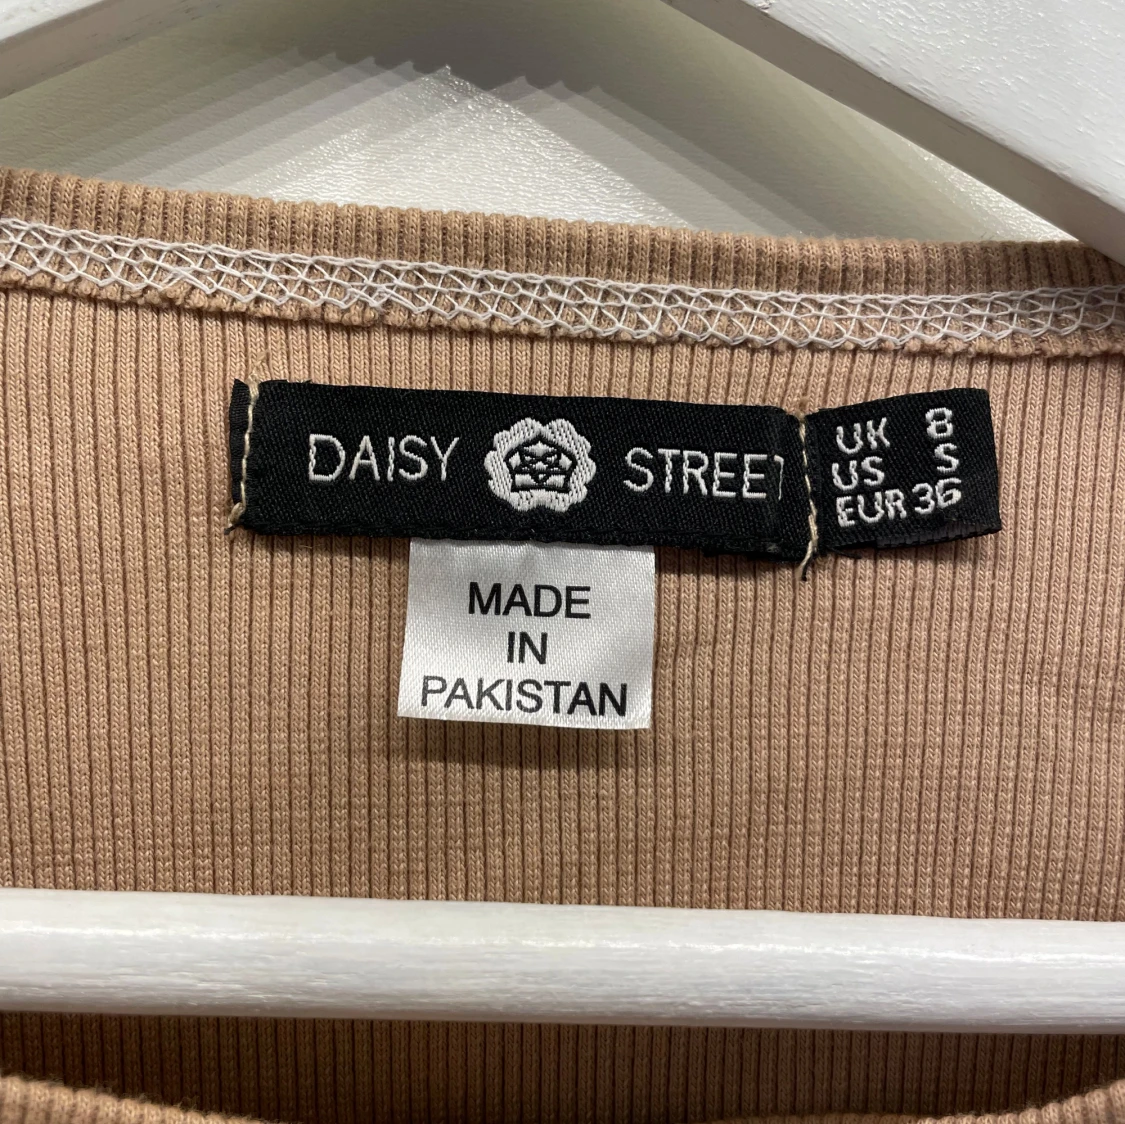 DAISY STREET
UK 8
US S
EUR 36
MADE
IN
PAKISTAN